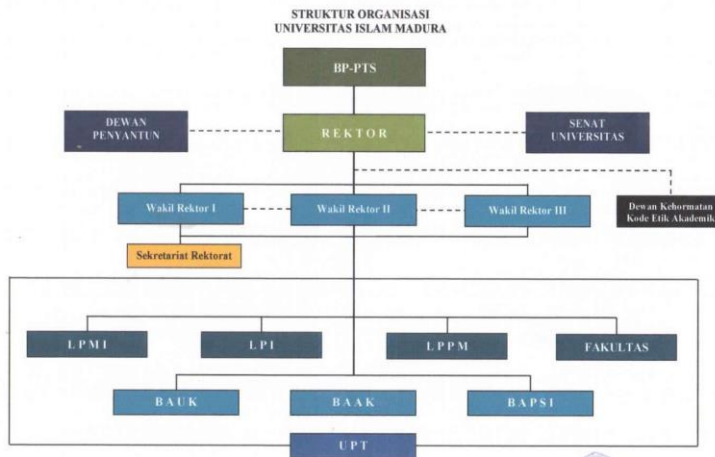 STRUKTUR ORGANISASI
UNIVERSITAS ISLAM MADURA
BP-PTS
DEWAN
PENYANTUN
REKTOR
SENAT
UNIVERSITAS
Wakil Rektor I
Wakil Rektor II
Wakil Rektor III
Dewan Kehormatan
Kode Etik Akademik
Sekretariat Rektorat
LPMI
LPI
LPPM
FAKULTAS
BAUK
BAAK
BAPSI
UPT